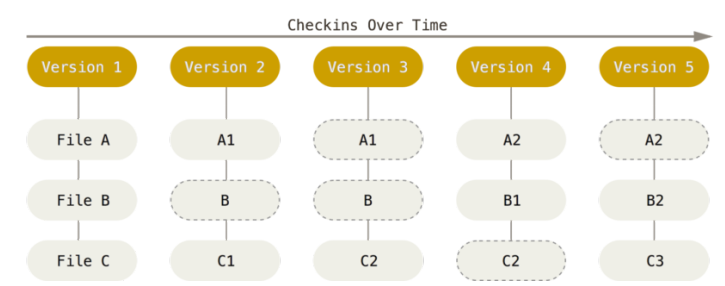 Checkins Over Time
Version 1 Version 2 Version 3 Version 4 Version 5
File A A1 A1 A2 A2
File B B B B1 B2
File C C1 C2 C2 C3